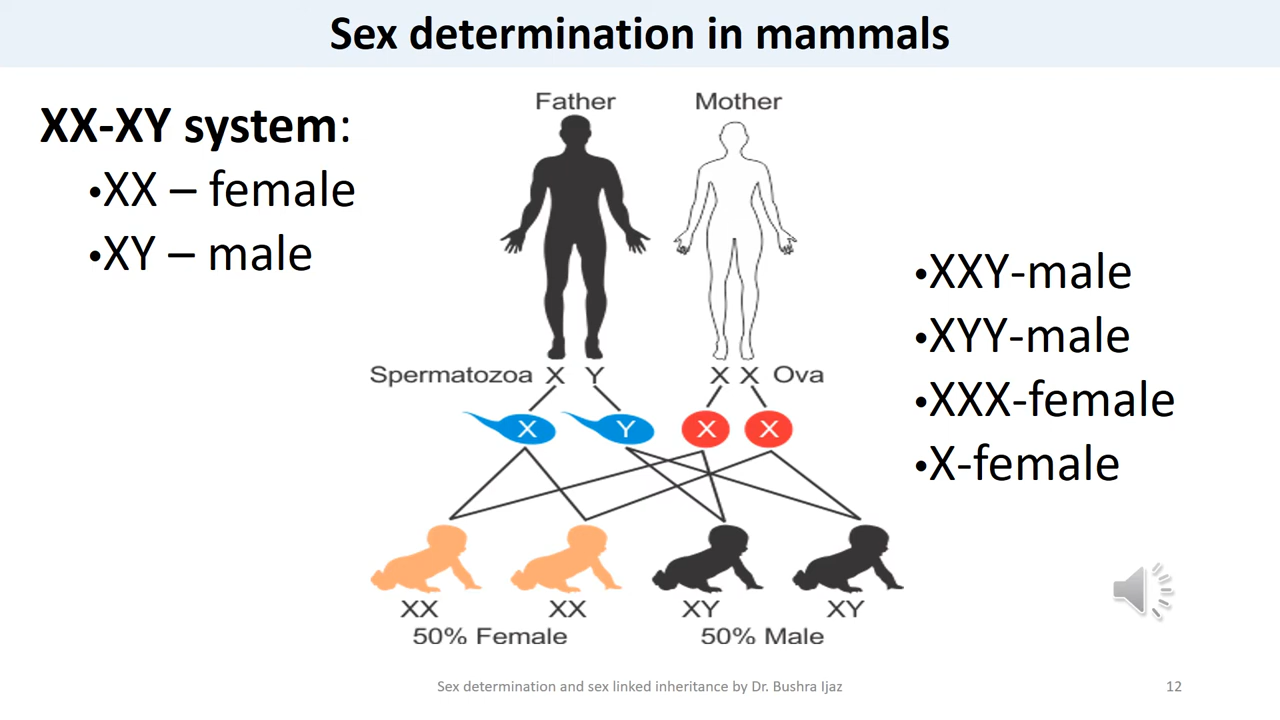 Sex determination in mammals
XX-XY system:
•XX – female
•XY – male
Father Mother
Spermatozoa X Y X X Ova
X Y X X
XX XX XY XY
50% Female 50% Male
•XXY-male
•XYY-male
•XXX-female
•X-female
Sex determination and sex linked inheritance by Dr. Bushra Ijaz
12